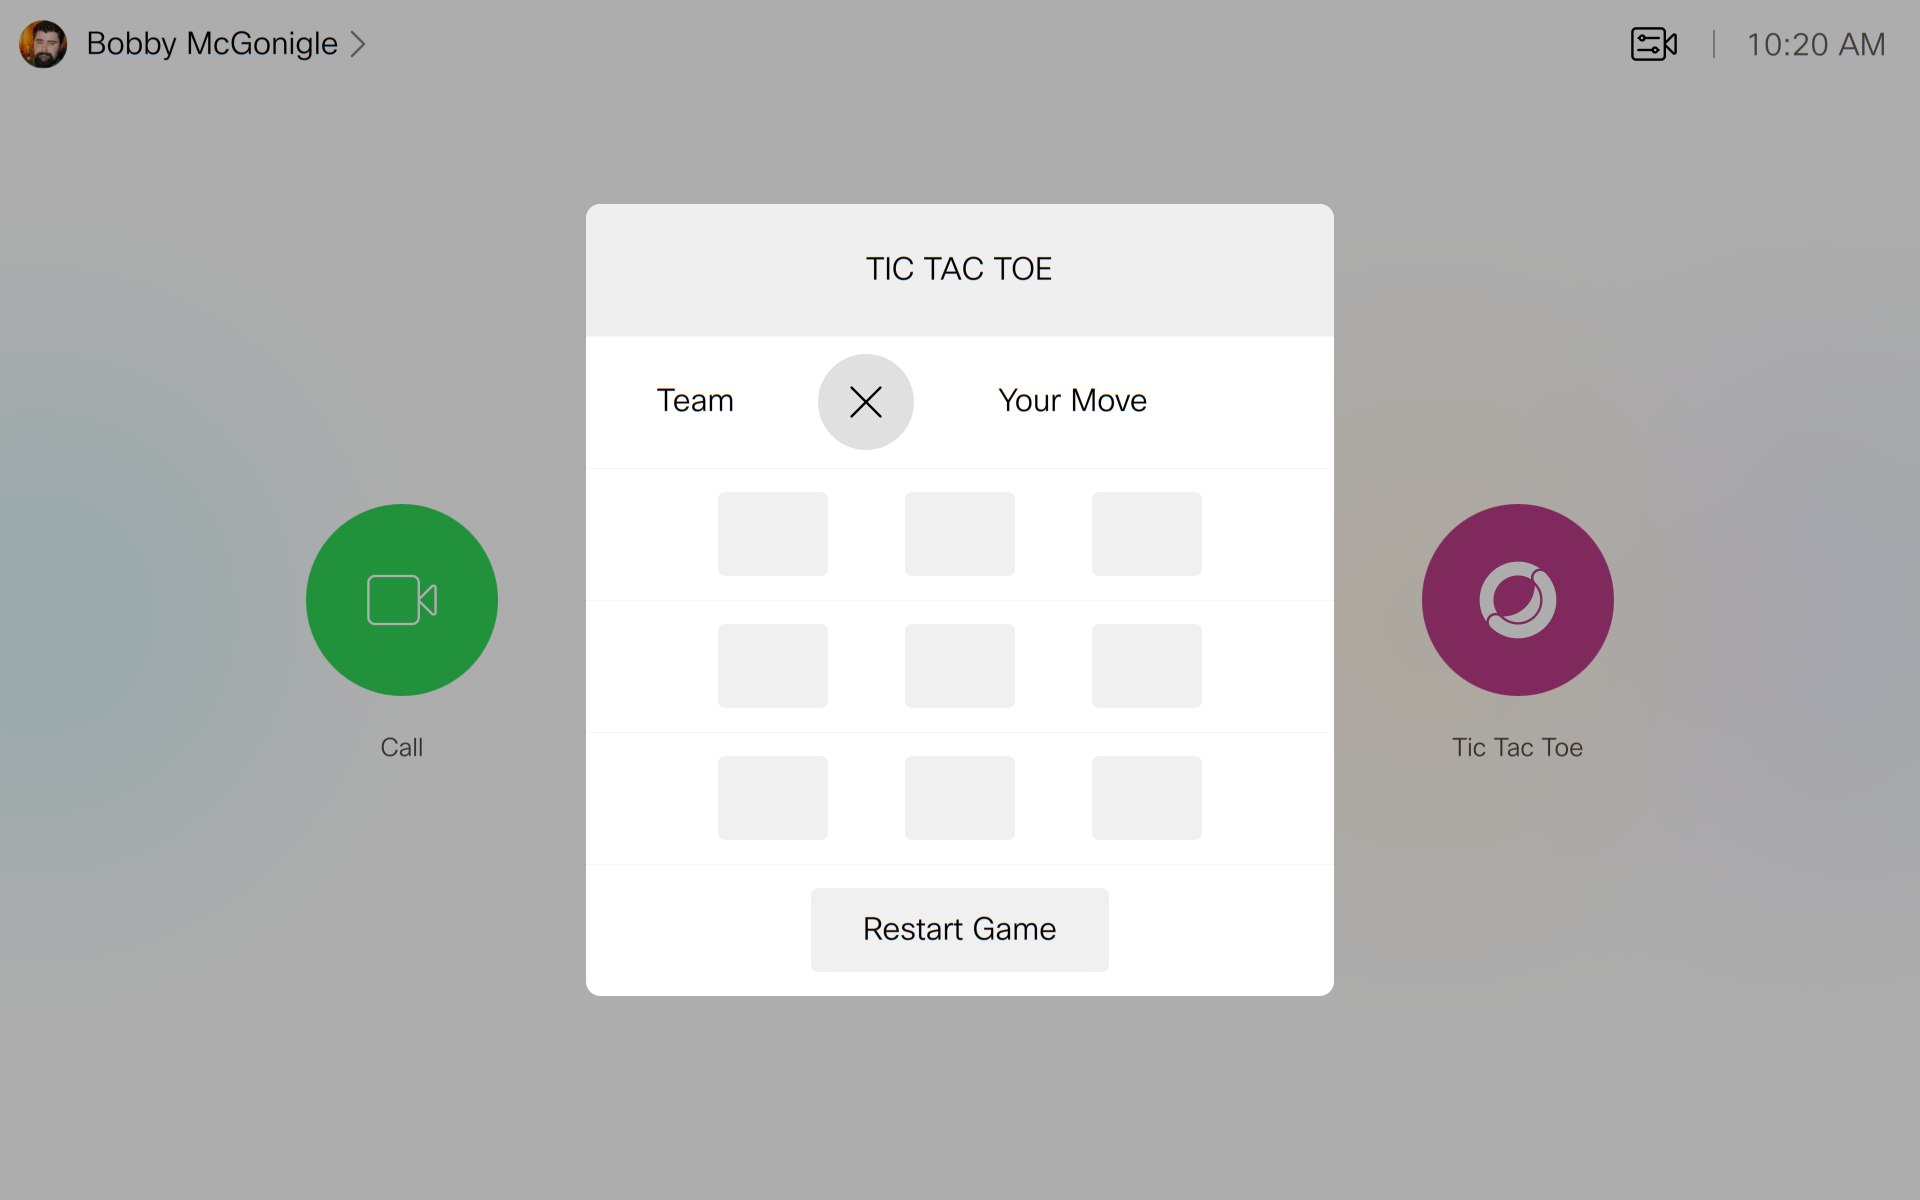 Bobby McGonigle
10:20 AM
TIC TAC TOE
Team
Your Move
Call
Tic Tac Toe
Restart Game